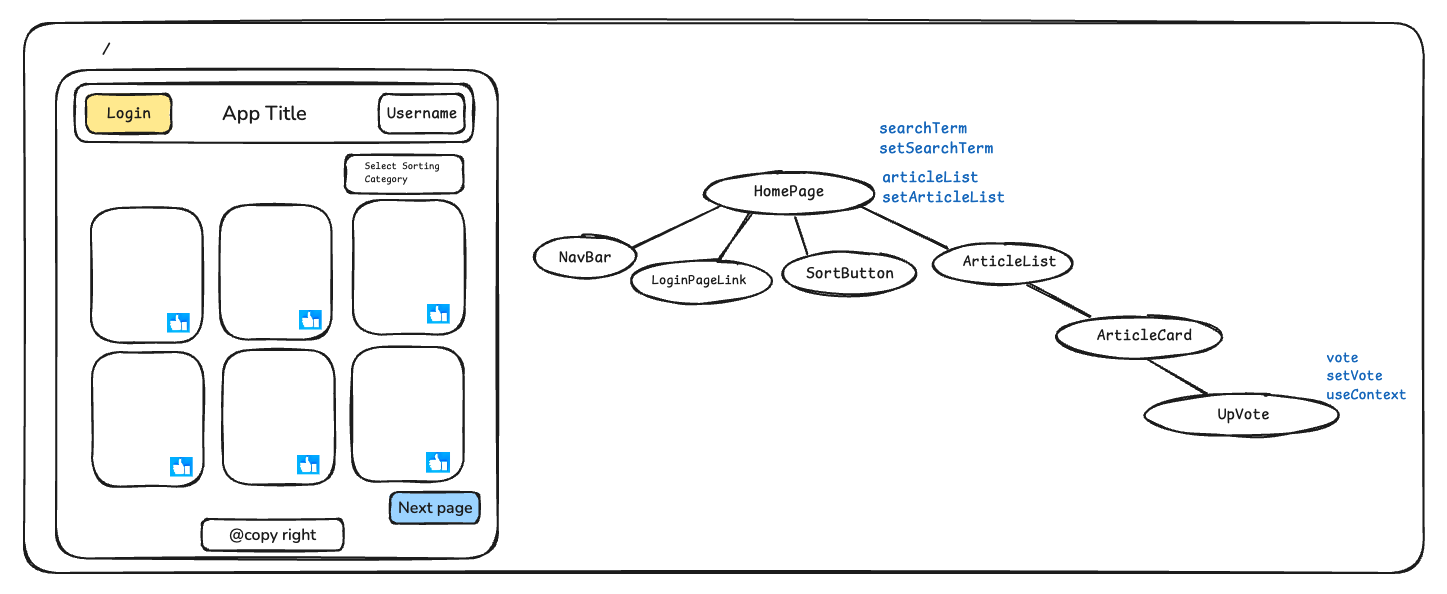 /
Login
App Title
Username
Select Sorting
Category
Next page
@copy right
searchTerm
setSearchTerm
articleList
setArticleList
HomePage
NavBar
LoginPageLink
SortButton
ArticleList
ArticleCard
vote
setVote
useContext
UpVote